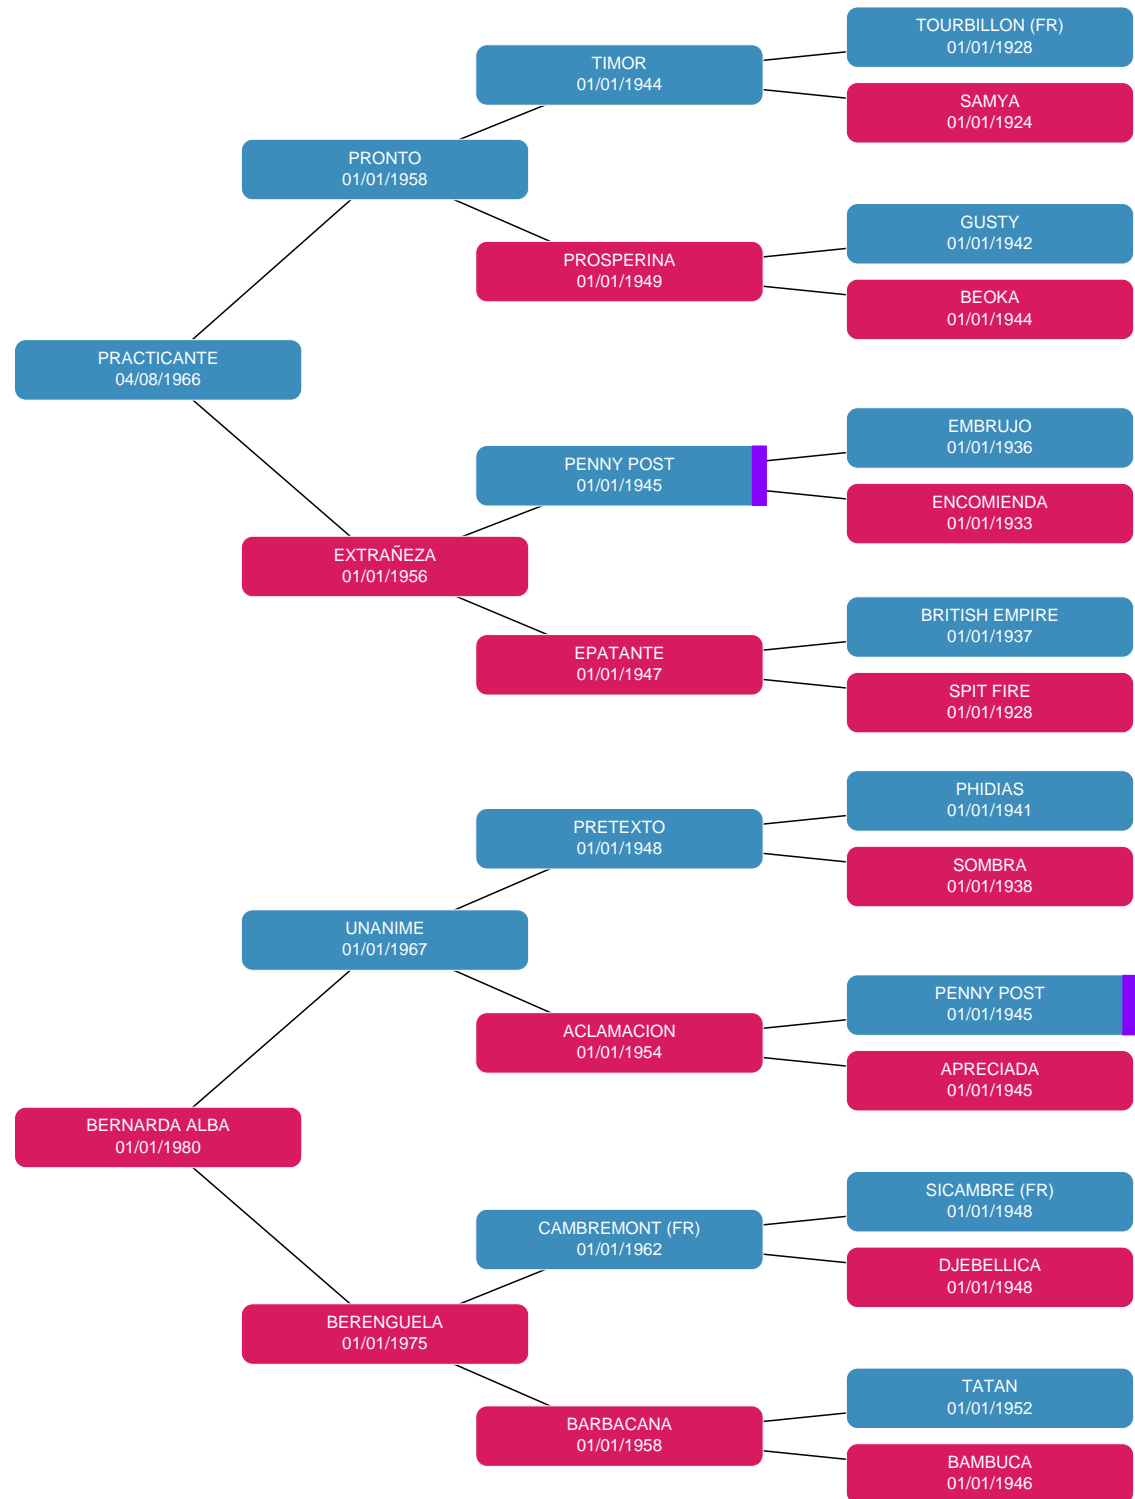 TOURBILLON (FR)
01/01/1928
TIMOR
01/01/1944
SAMYA
01/01/1924
PRONTO
01/01/1958
GUSTY
01/01/1942
PROSPERINA
01/01/1949
BEOKA
01/01/1944
PRACTICANTE
04/08/1966
EMBRUJO
01/01/1936
PENNY POST
01/01/1945
ENCOMIENDA
01/01/1933
EXTRAÑEZA
01/01/1956
BRITISH EMPIRE
01/01/1937
EPATANTE
01/01/1947
SPIT FIRE
01/01/1928
PHIDIAS
01/01/1941
PRETEXTO
01/01/1948
SOMBRA
01/01/1938
UNANIME
01/01/1967
PENNY POST
01/01/1945
ACLAMACION
01/01/1954
APRECIADA
01/01/1945
BERNARDA ALBA
01/01/1980
SICAMBRE (FR)
01/01/1948
CAMBREMONT (FR)
01/01/1962
DJEBELLICA
01/01/1948
BERENGUELA
01/01/1975
TATAN
01/01/1952
BARBACANA
01/01/1958
BAMBUCA
01/01/1946